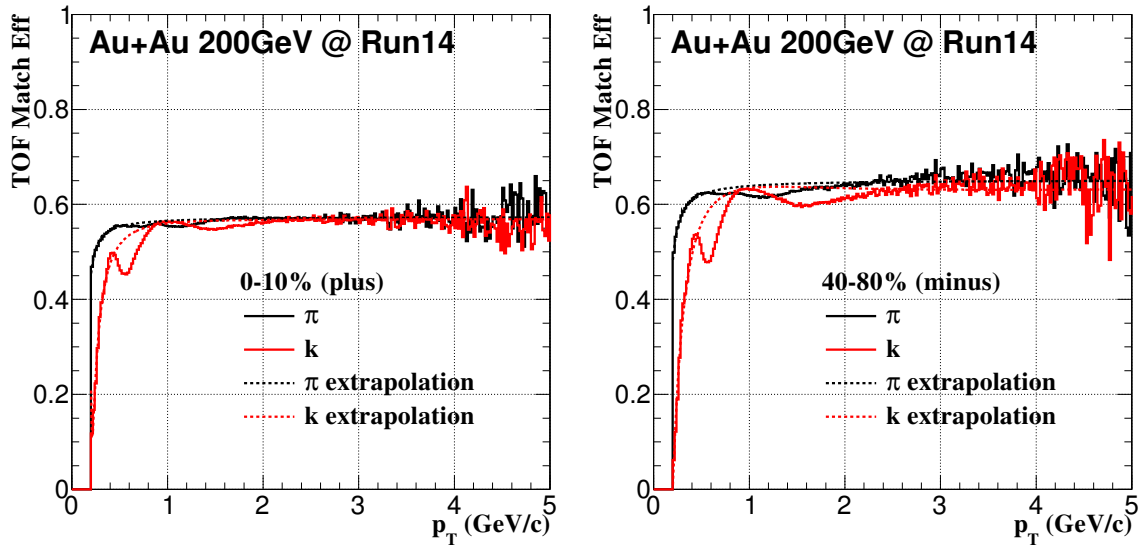 Au+Au 200GeV @ Run14
TOF Match Eff
1
0.8
0.6
0.4
0.2
0
0-10% (plus)
π
k
π extrapolation
k extrapolation
0 1 2 3 4 5
p_T (GeV/c)
Au+Au 200GeV @ Run14
TOF Match Eff
1
0.8
0.6
0.4
0.2
0
40-80% (minus)
π
k
π extrapolation
k extrapolation
0 1 2 3 4 5
p_T (GeV/c)